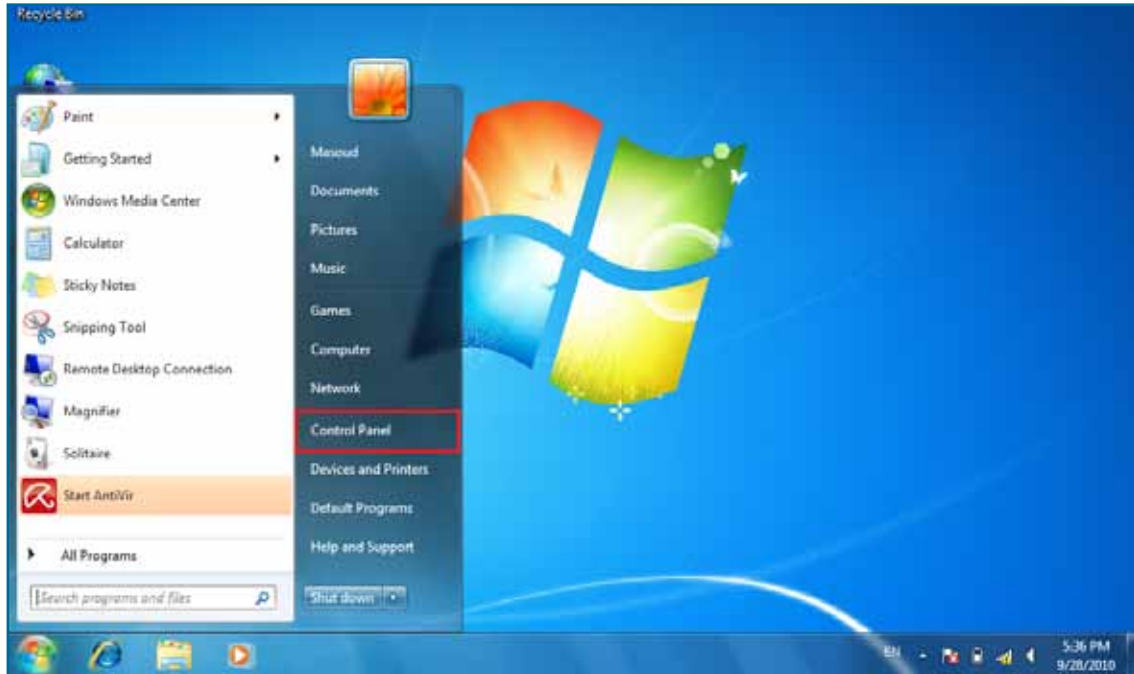 Recycle Bin
Paint
Getting Started
Windows Media Center
Calculator
Sticky Notes
Snipping Tool
Remote Desktop Connection
Magnifier
Solitaire
Start AntiVir
All Programs
Search programs and files
Masoud
Documents
Pictures
Music
Games
Computer
Network
Control Panel
Devices and Printers
Default Programs
Help and Support
Shut down
EN
5:36 PM
9/28/2010